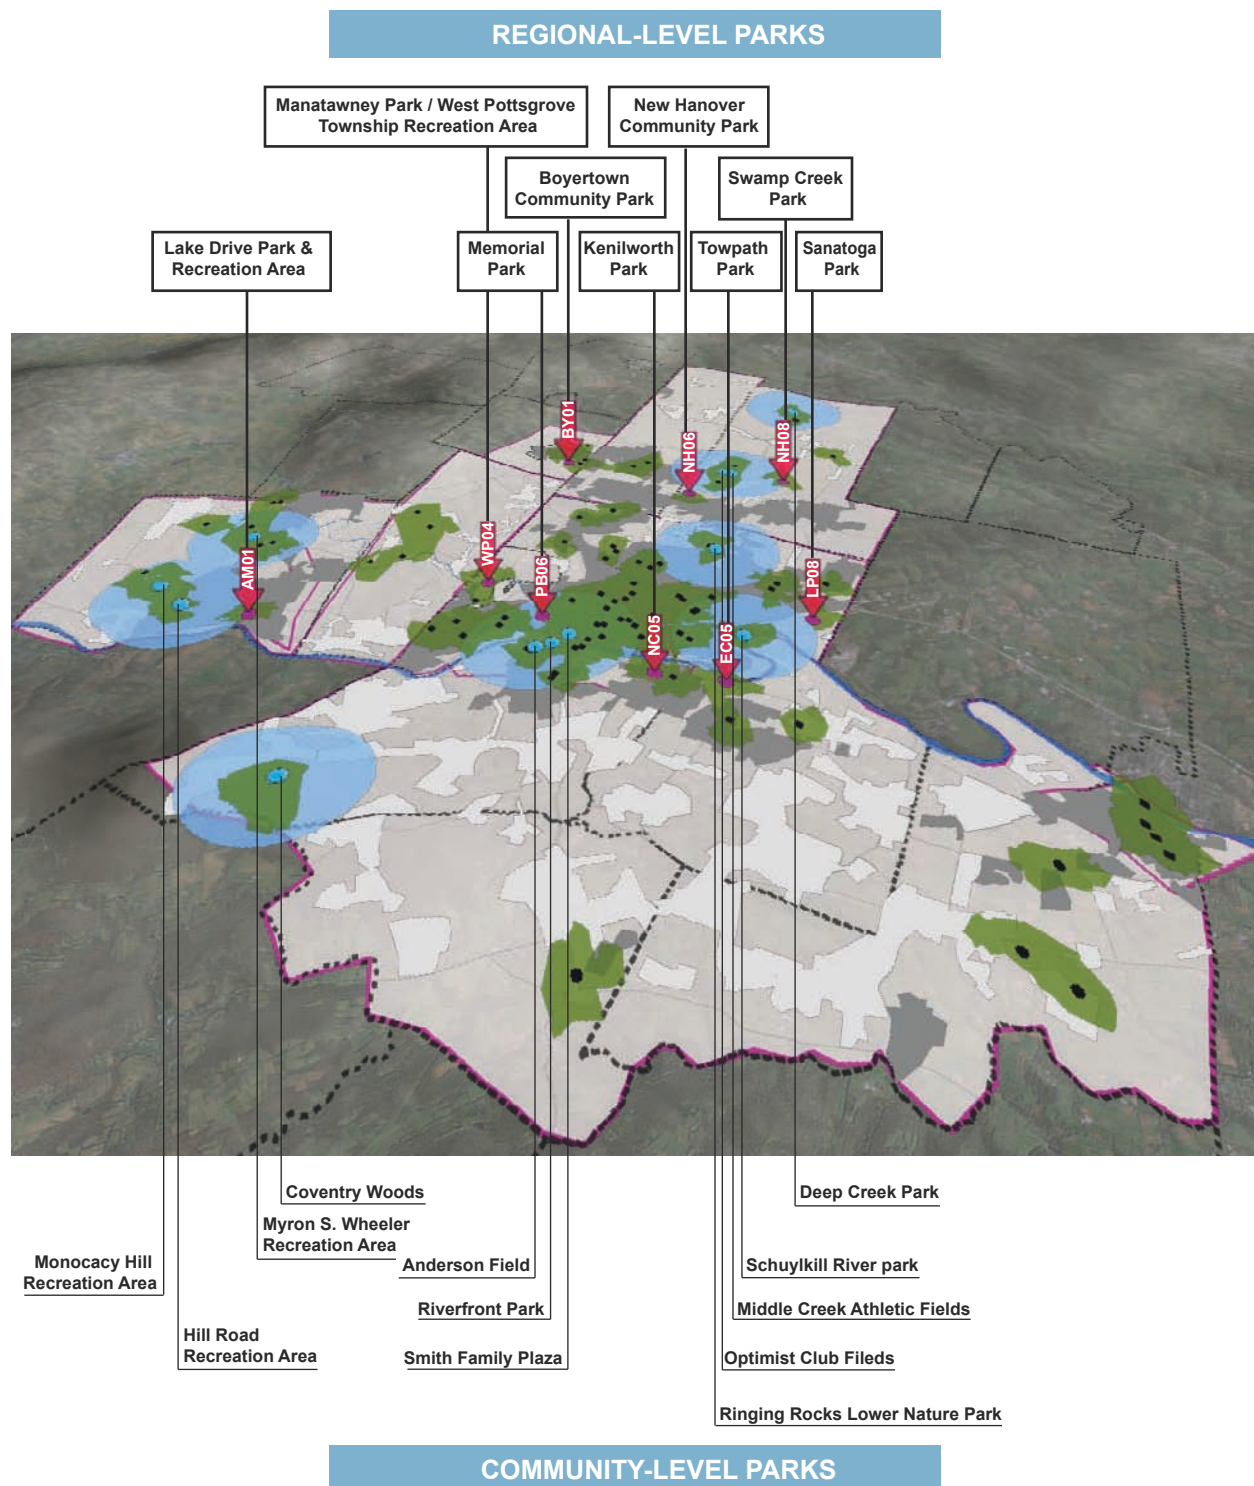 REGIONAL-LEVEL PARKS
Manatawney Park / West Pottsgrove
Township Recreation Area
New Hanover
Community Park
Boyertown
Community Park
Swamp Creek
Park
Lake Drive Park &
Recreation Area
Memorial
Park
Kenilworth
Park
Towpath
Park
Sanatoga
Park
BY01
NH06
NH08
WP04
AM01
PB06
LP08
NC05
EC05
Coventry Woods
Deep Creek Park
Myron S. Wheeler
Recreation Area
Monocacy Hill
Recreation Area
Anderson Field
Schuylkill River park
Riverfront Park
Middle Creek Athletic Fields
Hill Road
Recreation Area
Smith Family Plaza
Optimist Club Fileds
Ringing Rocks Lower Nature Park
COMMUNITY-LEVEL PARKS